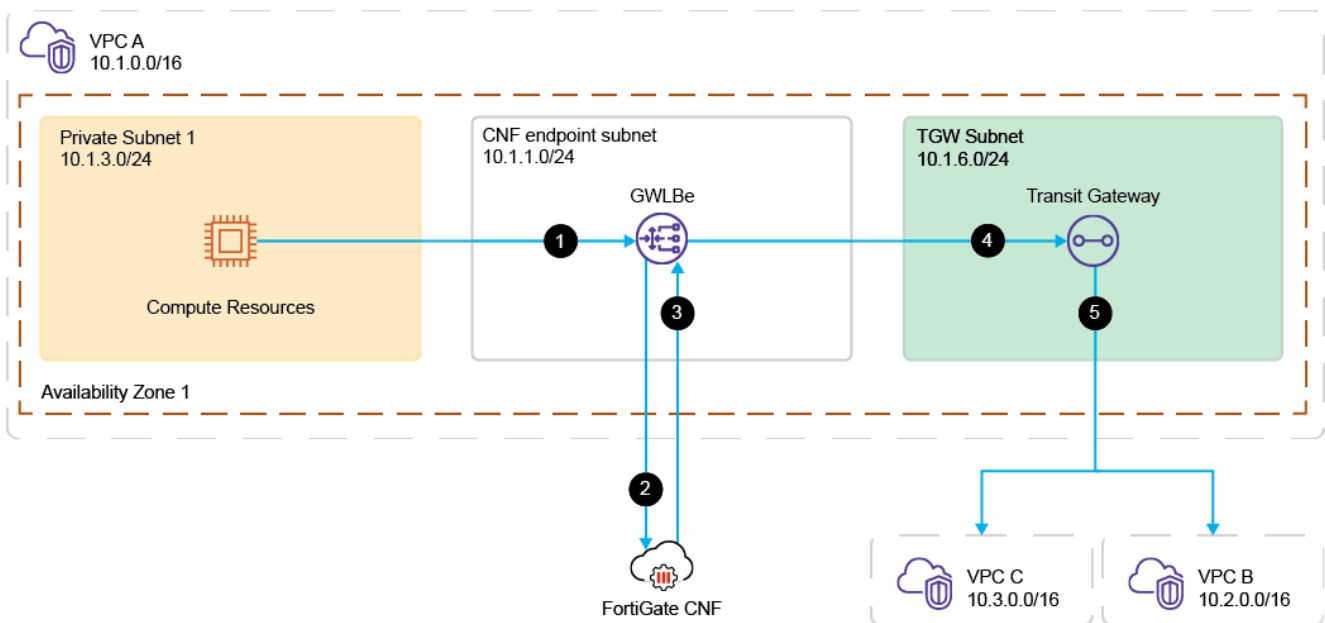 VPC A
10.1.0.0/16
Private Subnet 1
10.1.3.0/24
Compute Resources
CNF endpoint subnet
10.1.1.0/24
GWLBe
TGW Subnet
10.1.6.0/24
Transit Gateway
1
4
3
5
Availability Zone 1
2
FortiGate CNF
VPC C
10.3.0.0/16
VPC B
10.2.0.0/16